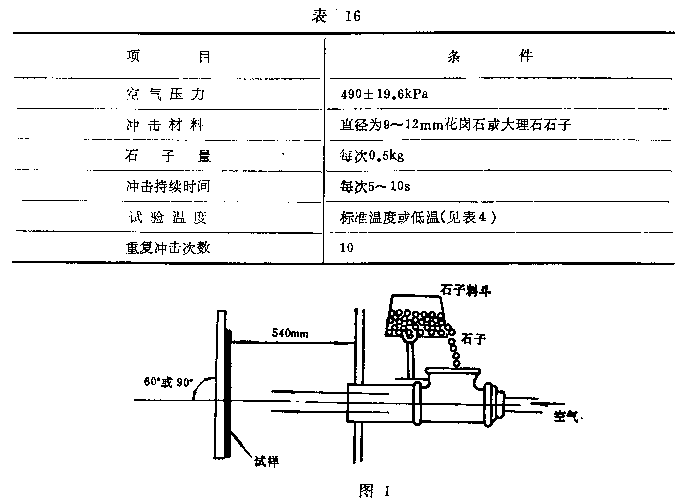 表 16
项 目 条 件
空气压力 490±19.6kPa
冲击材料 直径为9～12mm花岗石或大理石石子
石 子 量 每次0.5kg
冲击持续时间 每次5～10s
试验温度 标准温度或低温(见表4)
重复冲击次数 10
石子料斗
540mm
石子
60°或90°
空气
试样
图 1